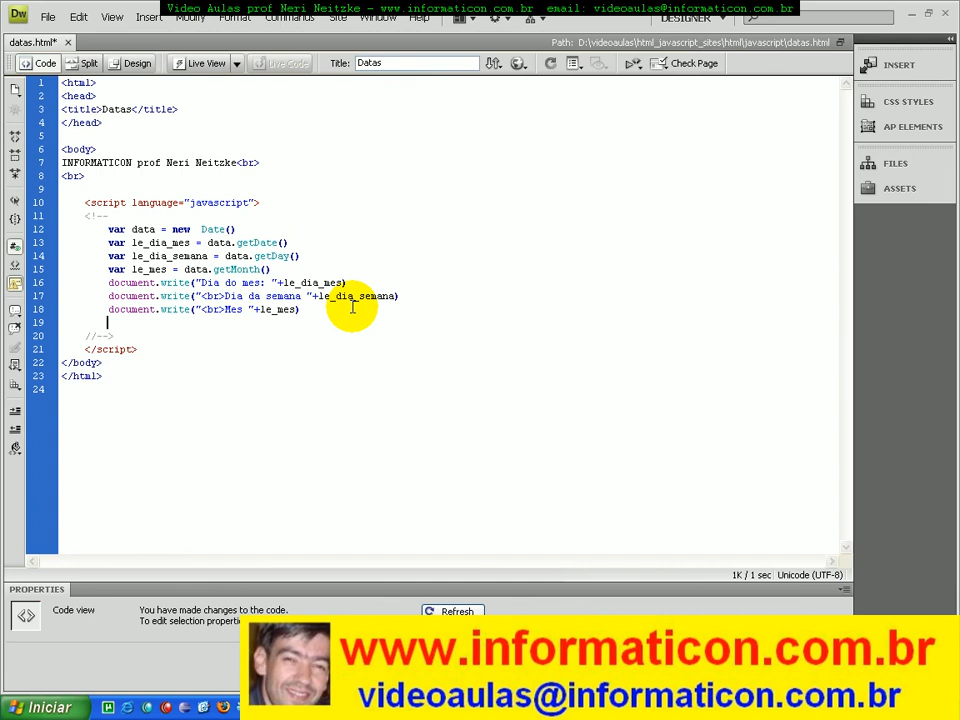 Video Aulas prof Neri Neitzke - www.informaticon.com.br email: videoaulas@informaticon.com.br
Dw File Edit View Insert Modify Format Commands Site Window Help DESIGNER
datas.html* Path: D:\videoaulas\html_javascript_sites\html\javascript\datas.html
Code Split Design Live View Live Code Title: Datas Check Page
1 <html>
2 <head>
3 <title>Datas</title>
4 </head>
5
6 <body>
7 INFORMATICON prof Neri Neitzke<br>
8 <br>
9
10 <script language="javascript">
11 <!--
12 var data = new Date()
13 var le_dia_mes = data.getDate()
14 var le_dia_semana = data.getDay()
15 var le_mes = data.getMonth()
16 document.write("Dia do mes: "+le_dia_mes)
17 document.write("<br>Dia da semana "+le_dia_semana)
18 document.write("<br>Mes "+le_mes)
19
20 //-->
21 </script>
22 </body>
23 </html>
24
INSERT
CSS STYLES
AP ELEMENTS
FILES
ASSETS
1K / 1 sec Unicode (UTF-8)
PROPERTIES
Code view You have made changes to the code. Refresh
To edit selection
www.informaticon.com.br
videoaulas@informaticon.com.br
Iniciar